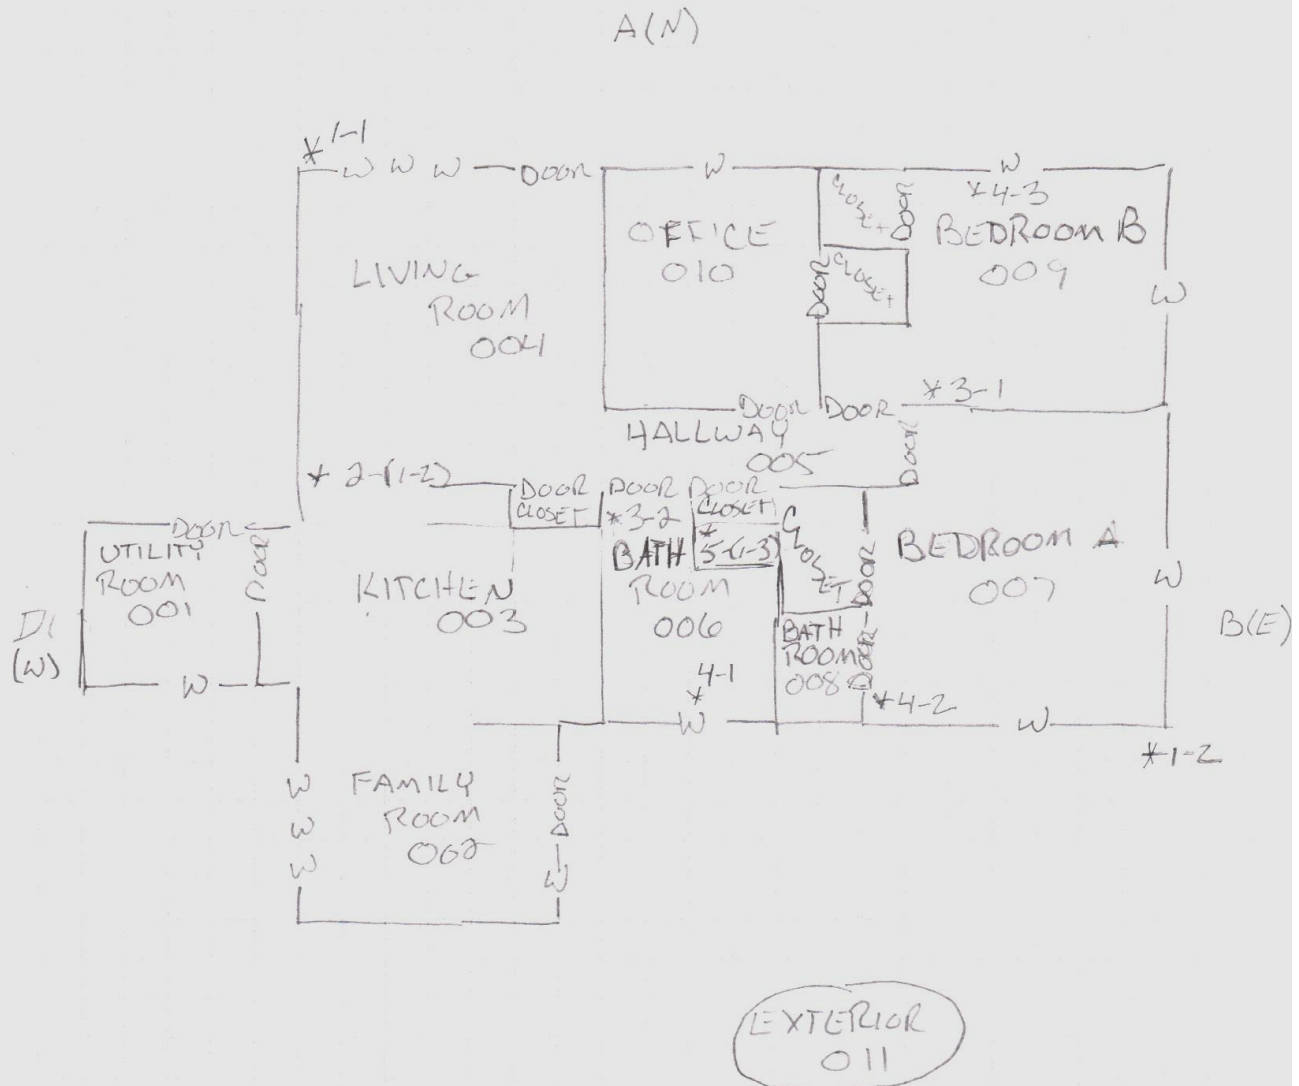 A(N)
* 1-1
W W W DOOR
W
W
CLOSET
DOOR
* 4-3
OFFICE
010
BEDROOM B
009
LIVING
ROOM
004
DOOR
CLOSET
W
* 3-1
DOOR
DOOR
HALLWAY
005
DOOR
* 2-(1-2)
DOOR
CLOSET
DOOR
DOOR
CLOSET
* 3-2
*
5-(1-3)
BATH
ROOM
006
CLOSET
DOOR
BEDROOM A
007
W
DOOR
UTILITY
ROOM
001
DOOR
KITCHEN
003
BATH
ROOM
008
DOOR
D(
(W)
B(E)
W
4-1
*
W
* 4-2
W
* 1-2
FAMILY
ROOM
002
W
W
W
DOOR
W
EXTERIOR
011